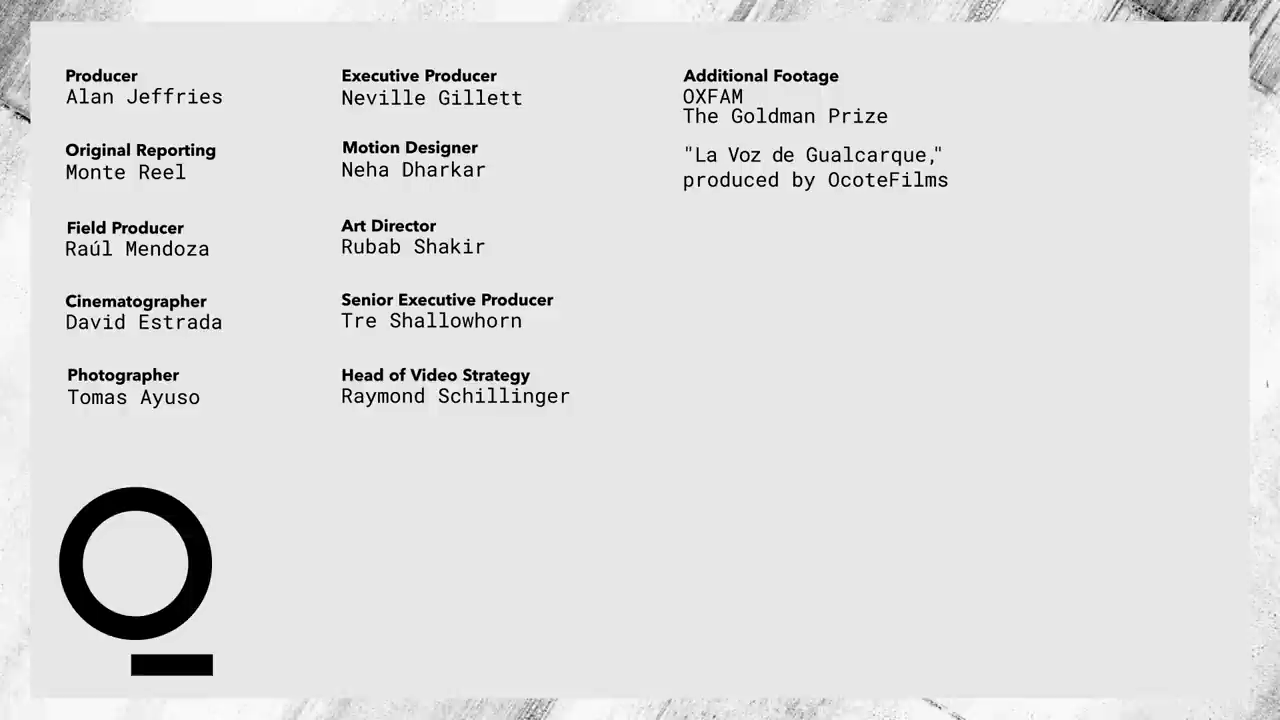 Producer
Alan Jeffries
Original Reporting
Monte Reel
Field Producer
Raúl Mendoza
Cinematographer
David Estrada
Photographer
Tomas Ayuso
Executive Producer
Neville Gillett
Motion Designer
Neha Dharkar
Art Director
Rubab Shakir
Senior Executive Producer
Tre Shallowhorn
Head of Video Strategy
Raymond Schillinger
Additional Footage
OXFAM
The Goldman Prize
"La Voz de Gualcarque,"
produced by OcoteFilms